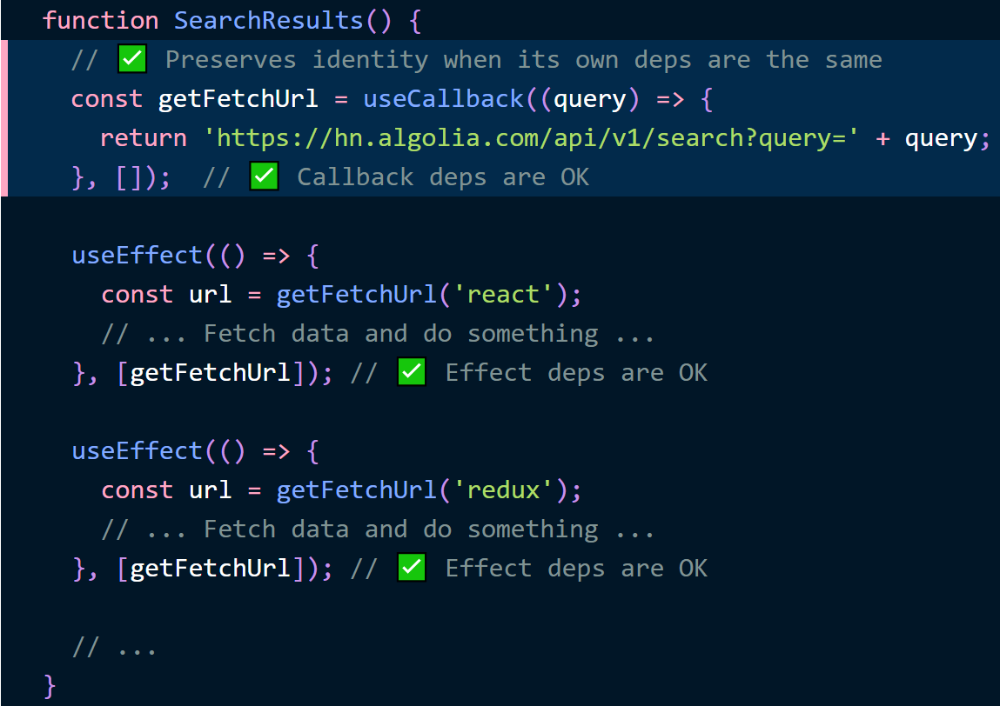 function SearchResults() {
  // ✅ Preserves identity when its own deps are the same
  const getFetchUrl = useCallback((query) => {
    return 'https://hn.algolia.com/api/v1/search?query=' + query;
  }, []);  // ✅ Callback deps are OK

  useEffect(() => {
    const url = getFetchUrl('react');
    // ... Fetch data and do something ...
  }, [getFetchUrl]); // ✅ Effect deps are OK

  useEffect(() => {
    const url = getFetchUrl('redux');
    // ... Fetch data and do something ...
  }, [getFetchUrl]); // ✅ Effect deps are OK

  // ...
}